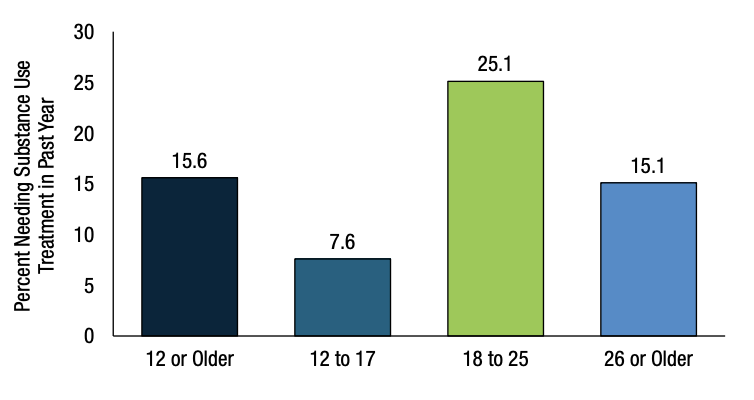 Percent Needing Substance Use
Treatment in Past Year
30
25
20
15
10
5
0
15.6
7.6
25.1
15.1
12 or Older
12 to 17
18 to 25
26 or Older